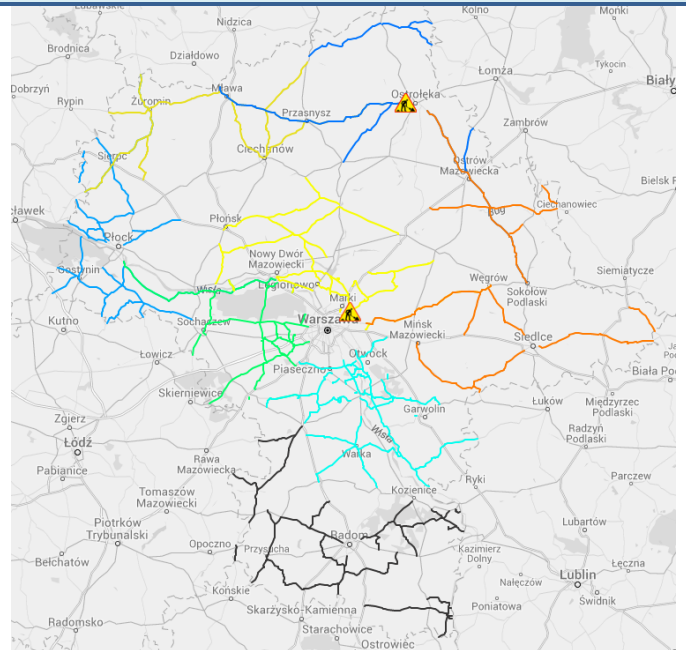 Lubawskie
Kolno
Mońki
Nidzica
Brodnica
Działdowo
Łomża
Tykocin
Dobrzyń
Rypin
Żuromin
Mława
Ostrołęka
Biały
Przasnysz
Zambrów
Sierpc
Ciechanów
Ostrów
Mazowiecka
Bielsk P
cławek
Płońsk
Bug
Ciechanowiec
Płock
Nowy Dwór
Mazowiecki
Gostynin
Wisła
Legionowo
Węgrów
Siemiatycze
Marki
Sokołów
Podlaski
Kutno
Sochaczew
Warszawa
Mińsk
Mazowiecki
Siedlce
Łowicz
Otwock
Piaseczno
Biała Po
Skierniewice
Łuków
Międzyrzec
Podlaski
Zgierz
Garwolin
Radzyń
Podlaski
Łódź
Wisła
Rawa
Mazowiecka
Warka
Pabianice
Ryki
Parczew
Tomaszów
Mazowiecki
Kozienice
Piotrków
Trybunalski
Lubartów
Opoczno
Przysucha
Radom
Bełchatów
Kazimierz
Dolny
Łęczna
Lublin
Końskie
Nałęczów
Świdnik
Poniatowa
Skarżysko-Kamienna
Radomsko
Starachowice
Ostrowiec